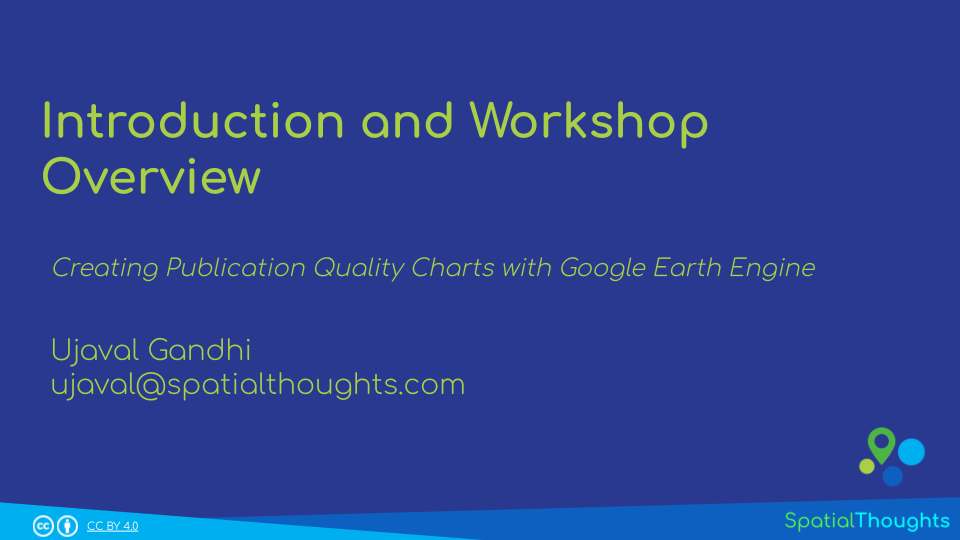 Introduction and Workshop
Overview
Creating Publication Quality Charts with Google Earth Engine
Ujaval Gandhi
ujaval@spatialthoughts.com
cc
CC BY 4.0
SpatialThoughts